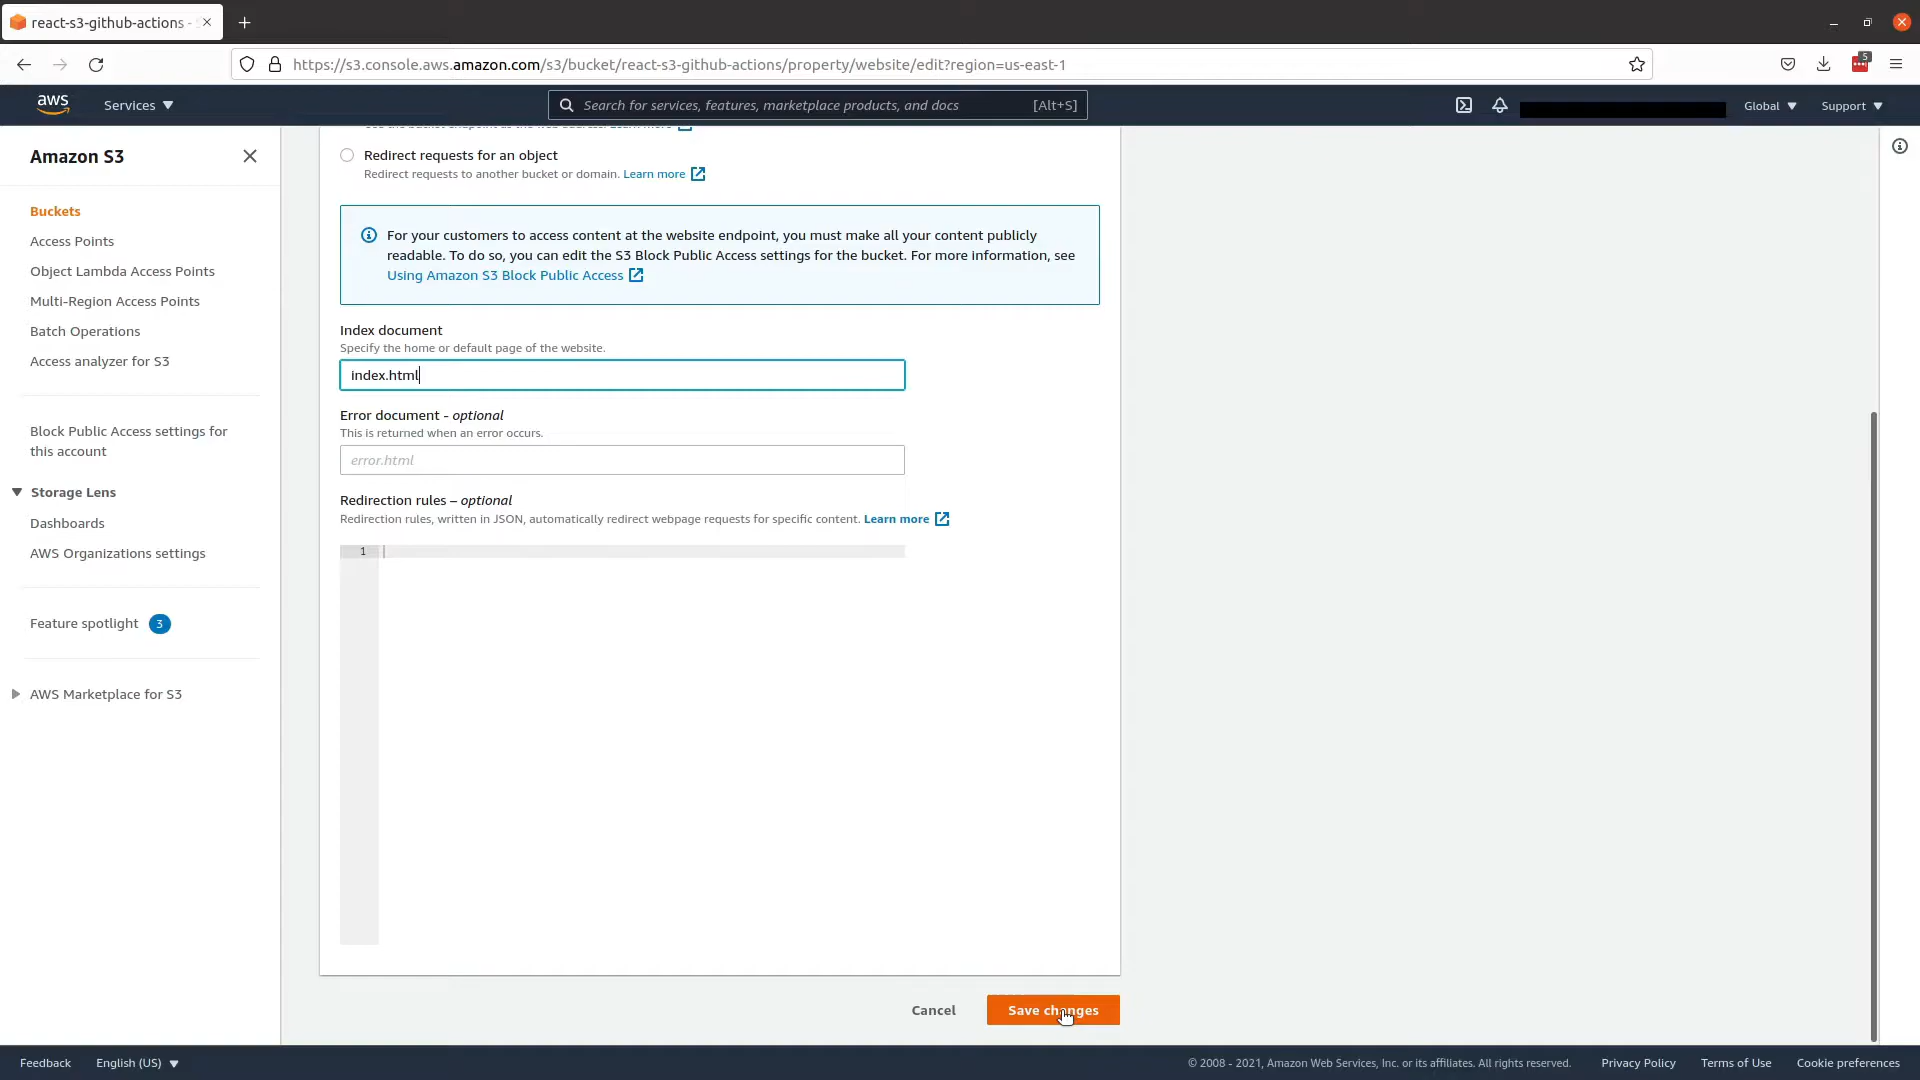 react-s3-github-actions -
https://s3.console.aws.amazon.com/s3/bucket/react-s3-github-actions/property/website/edit?region=us-east-1
5
aws
Services
Search for services, features, marketplace products, and docs
[Alt+S]
Global
Support
Amazon S3
Buckets
Access Points
Object Lambda Access Points
Multi-Region Access Points
Batch Operations
Access analyzer for S3
Block Public Access settings for
this account
Storage Lens
Dashboards
AWS Organizations settings
Feature spotlight 3
AWS Marketplace for S3
Redirect requests for an object
Redirect requests to another bucket or domain. Learn more
For your customers to access content at the website endpoint, you must make all your content publicly
readable. To do so, you can edit the S3 Block Public Access settings for the bucket. For more information, see
Using Amazon S3 Block Public Access
Index document
Specify the home or default page of the website.
index.html
Error document - optional
This is returned when an error occurs.
error.html
Redirection rules – optional
Redirection rules, written in JSON, automatically redirect webpage requests for specific content. Learn more
1
Cancel
Save changes
Feedback
English (US)
© 2008 - 2021, Amazon Web Services, Inc. or its affiliates. All rights reserved.
Privacy Policy
Terms of Use
Cookie preferences